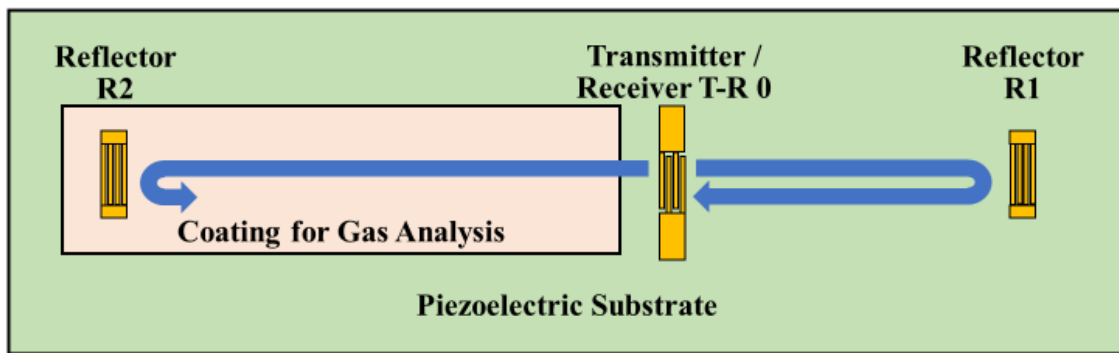 Reflector
R2
Transmitter /
Receiver T-R 0
Reflector
R1
Coating for Gas Analysis
Piezoelectric Substrate